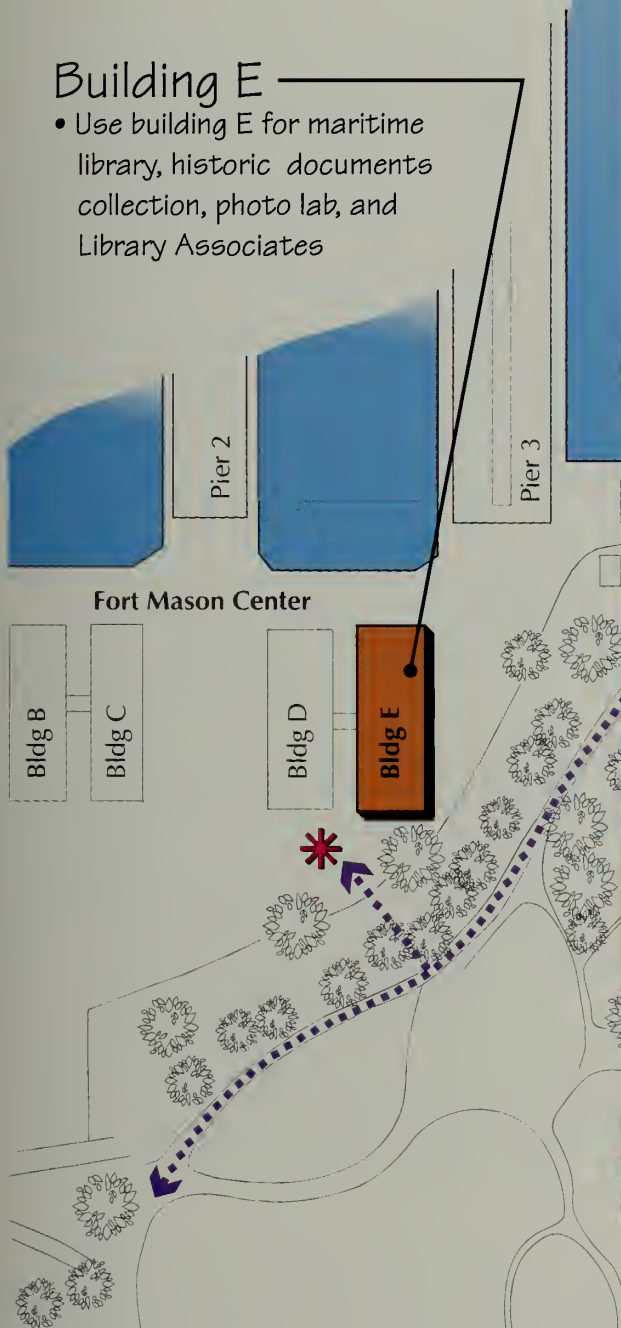 Building E
• Use building E for maritime
library, historic documents
collection, photo lab, and
Library Associates
Pier 2
Pier 3
Fort Mason Center
Bldg B
Bldg C
Bldg D
Bldg E